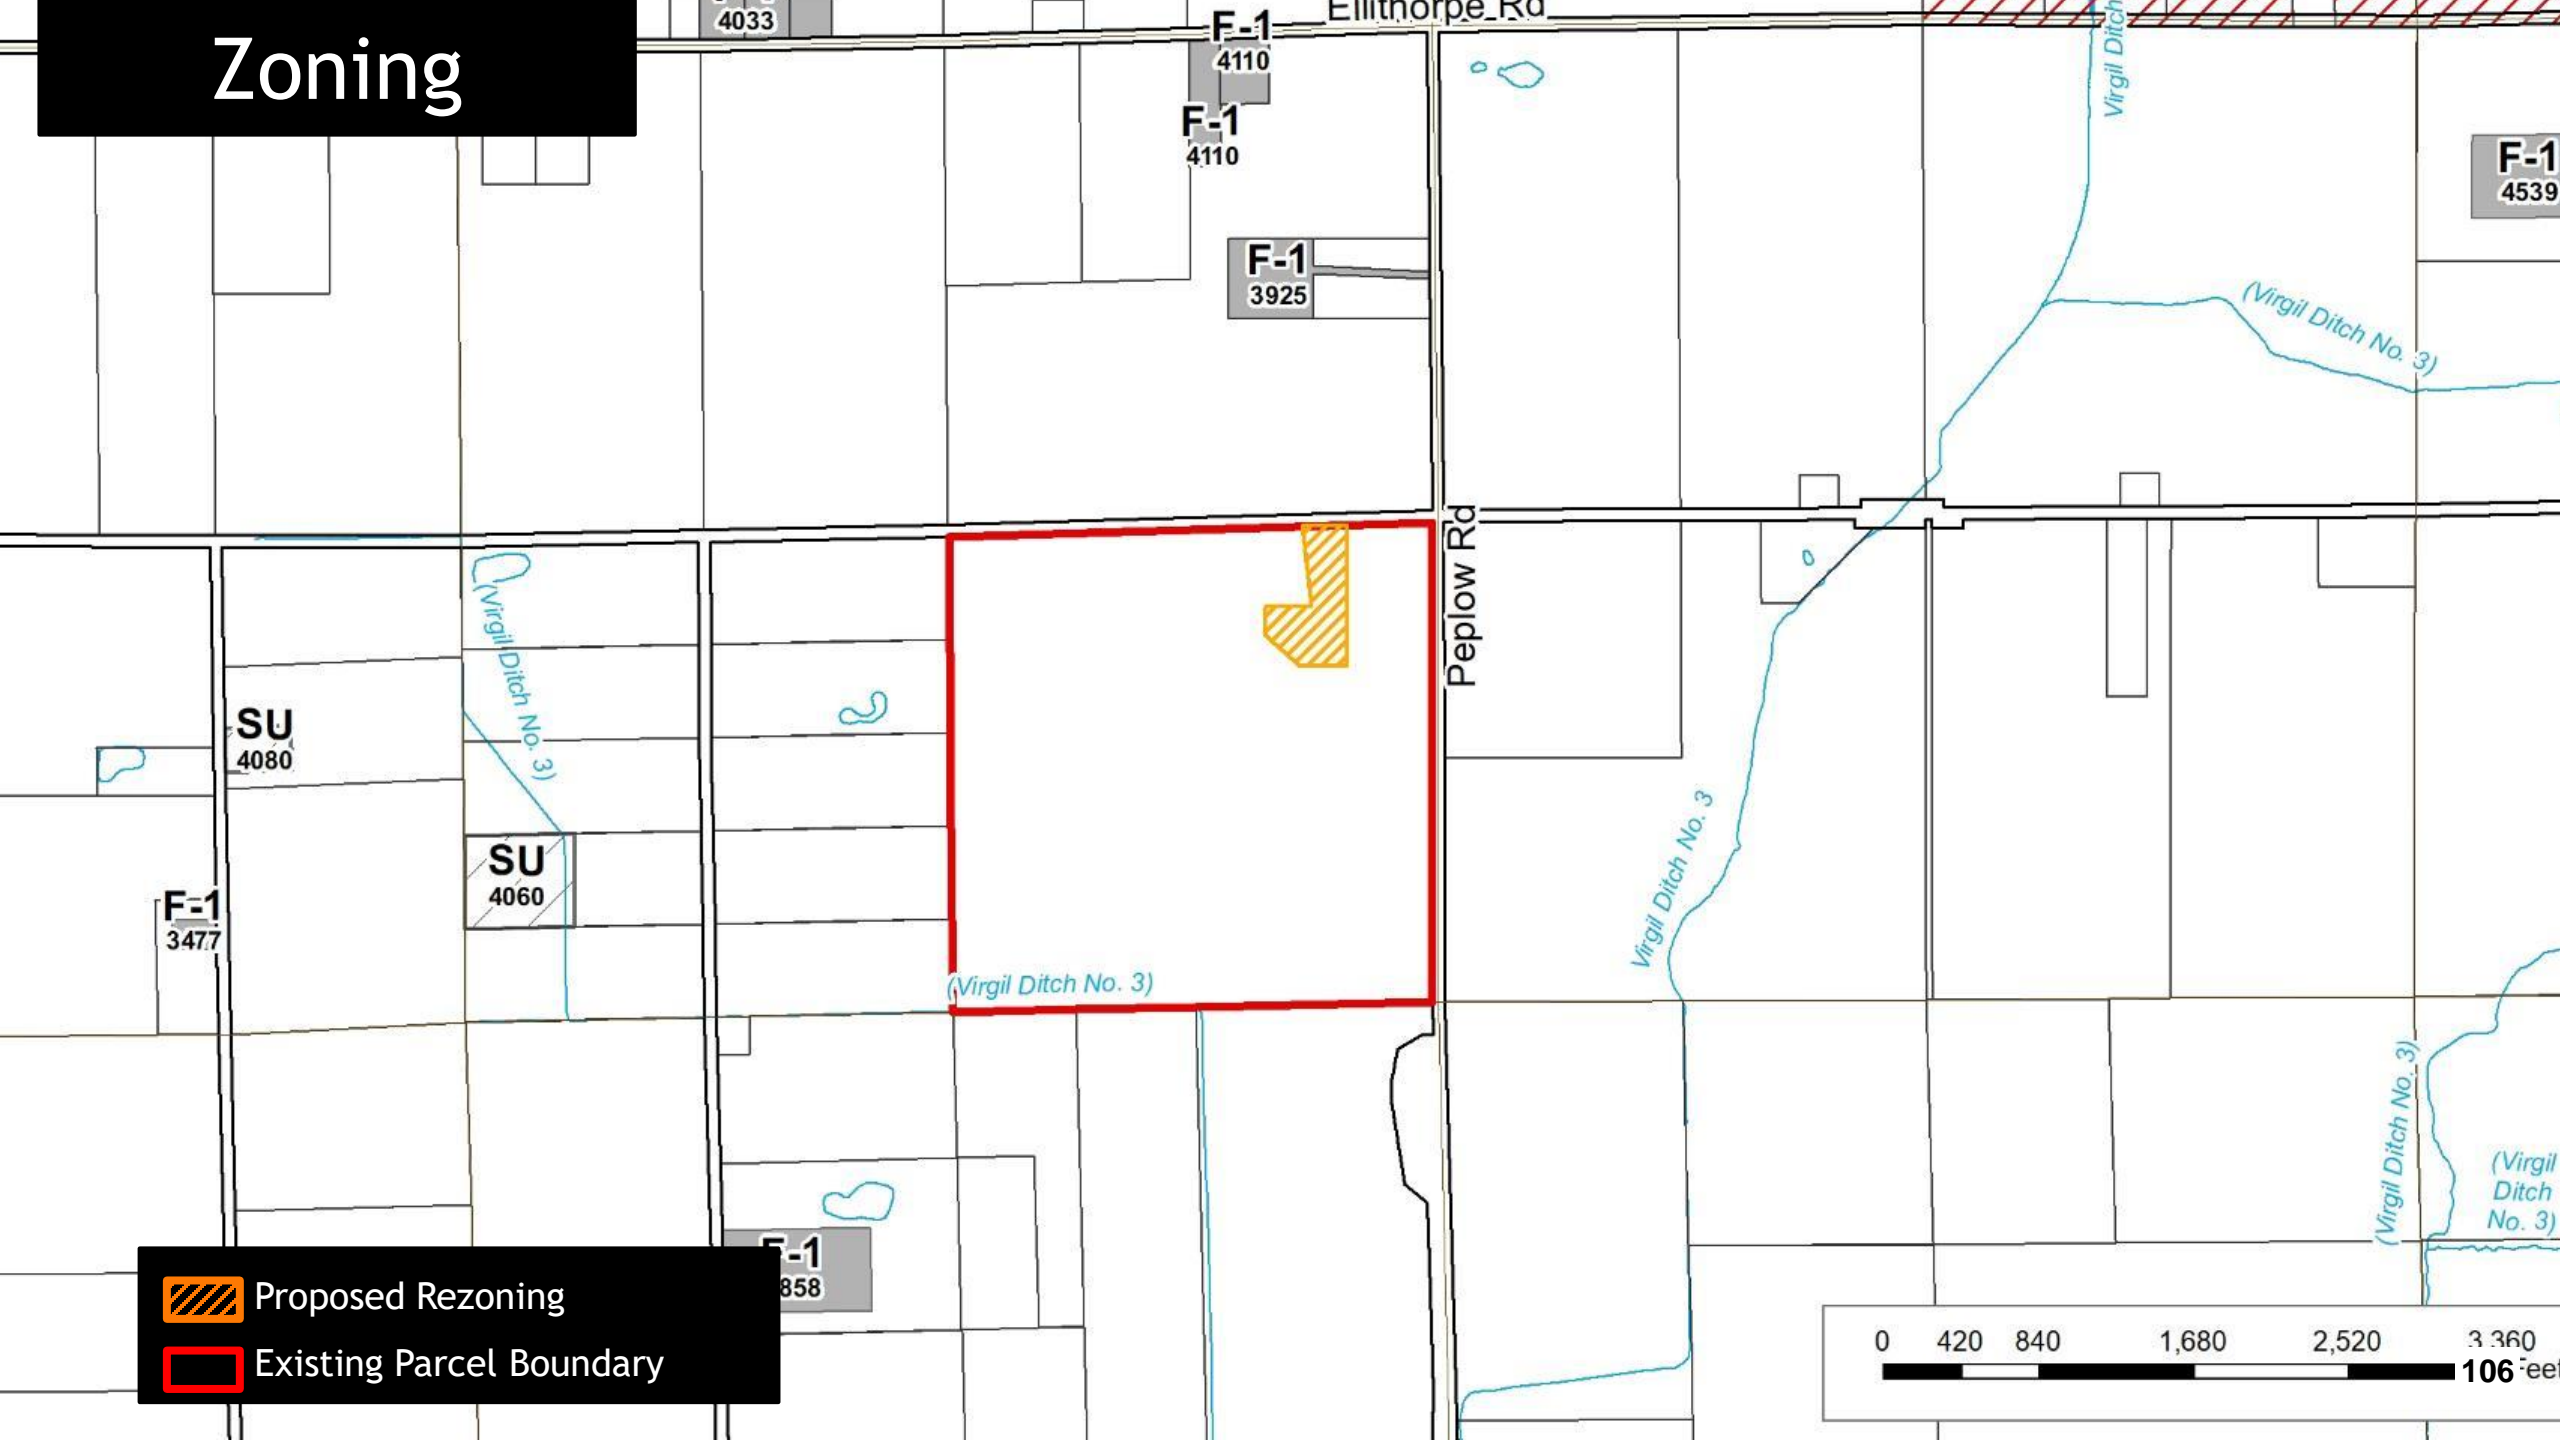 Zoning
4033
Ellithorpe Rd
F-1
4110
F-1
4110
Virgil Ditch
F-1
4539
F-1
3925
(Virgil Ditch No. 3)
Peplow Rd
(Virgil Ditch No. 3)
SU
4080
SU
4060
F-1
3477
Virgil Ditch No. 3
(Virgil Ditch No. 3)
(Virgil Ditch No. 3)
(Virgil
Ditch
No. 3)
F-1
858
Proposed Rezoning
Existing Parcel Boundary
0 420 840 1,680 2,520 3,360
106